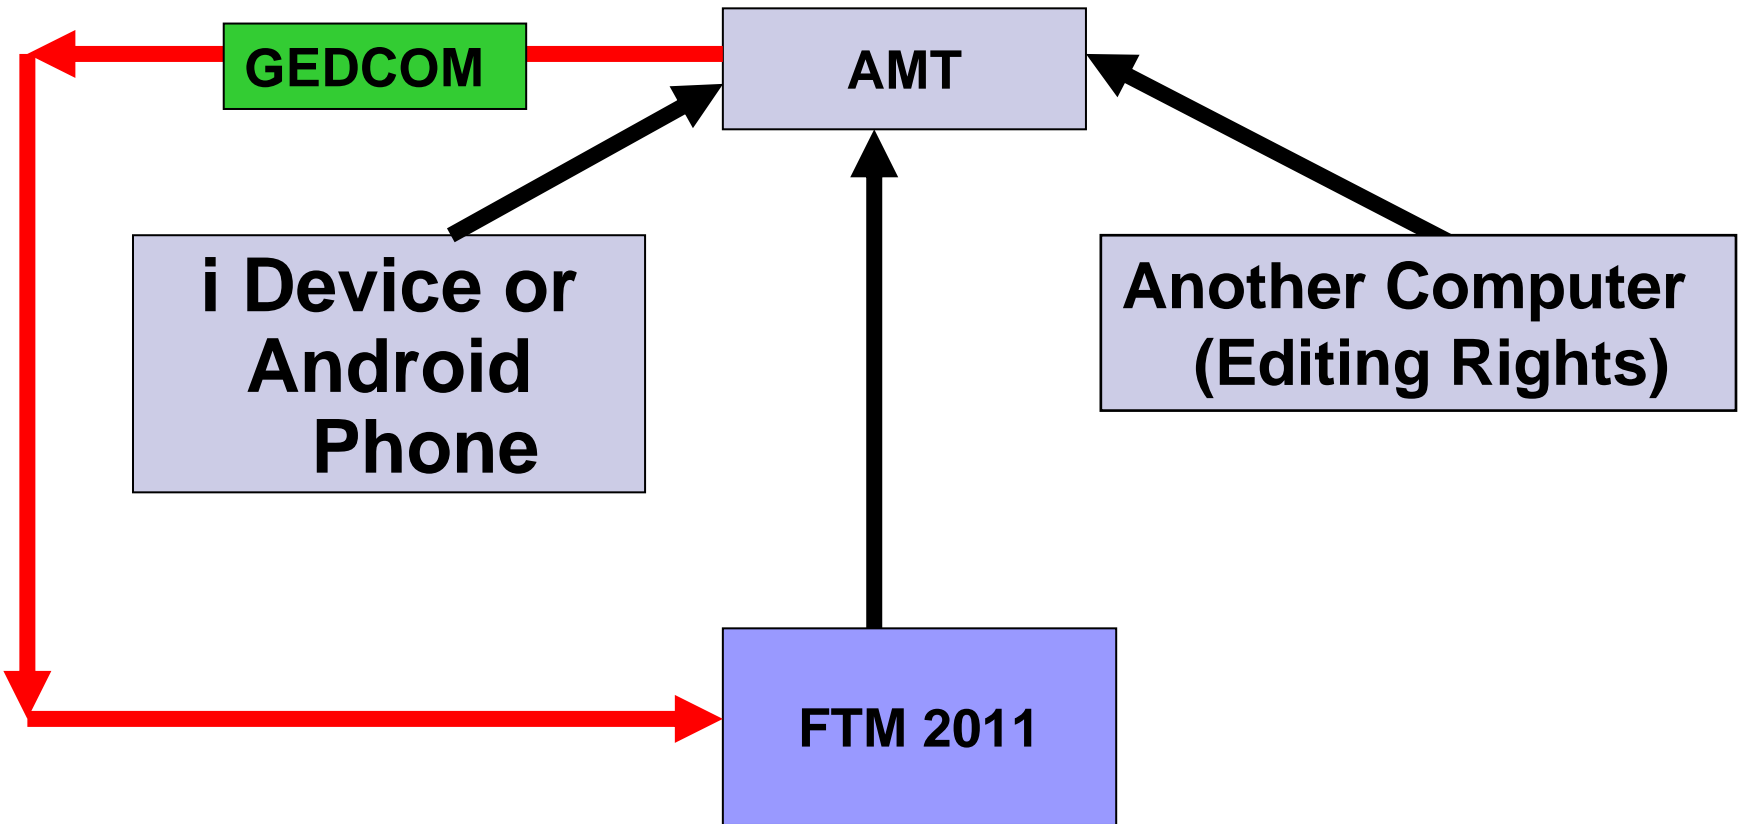 GEDCOM
AMT
i Device or
Android
Phone
Another Computer
(Editing Rights)
FTM 2011